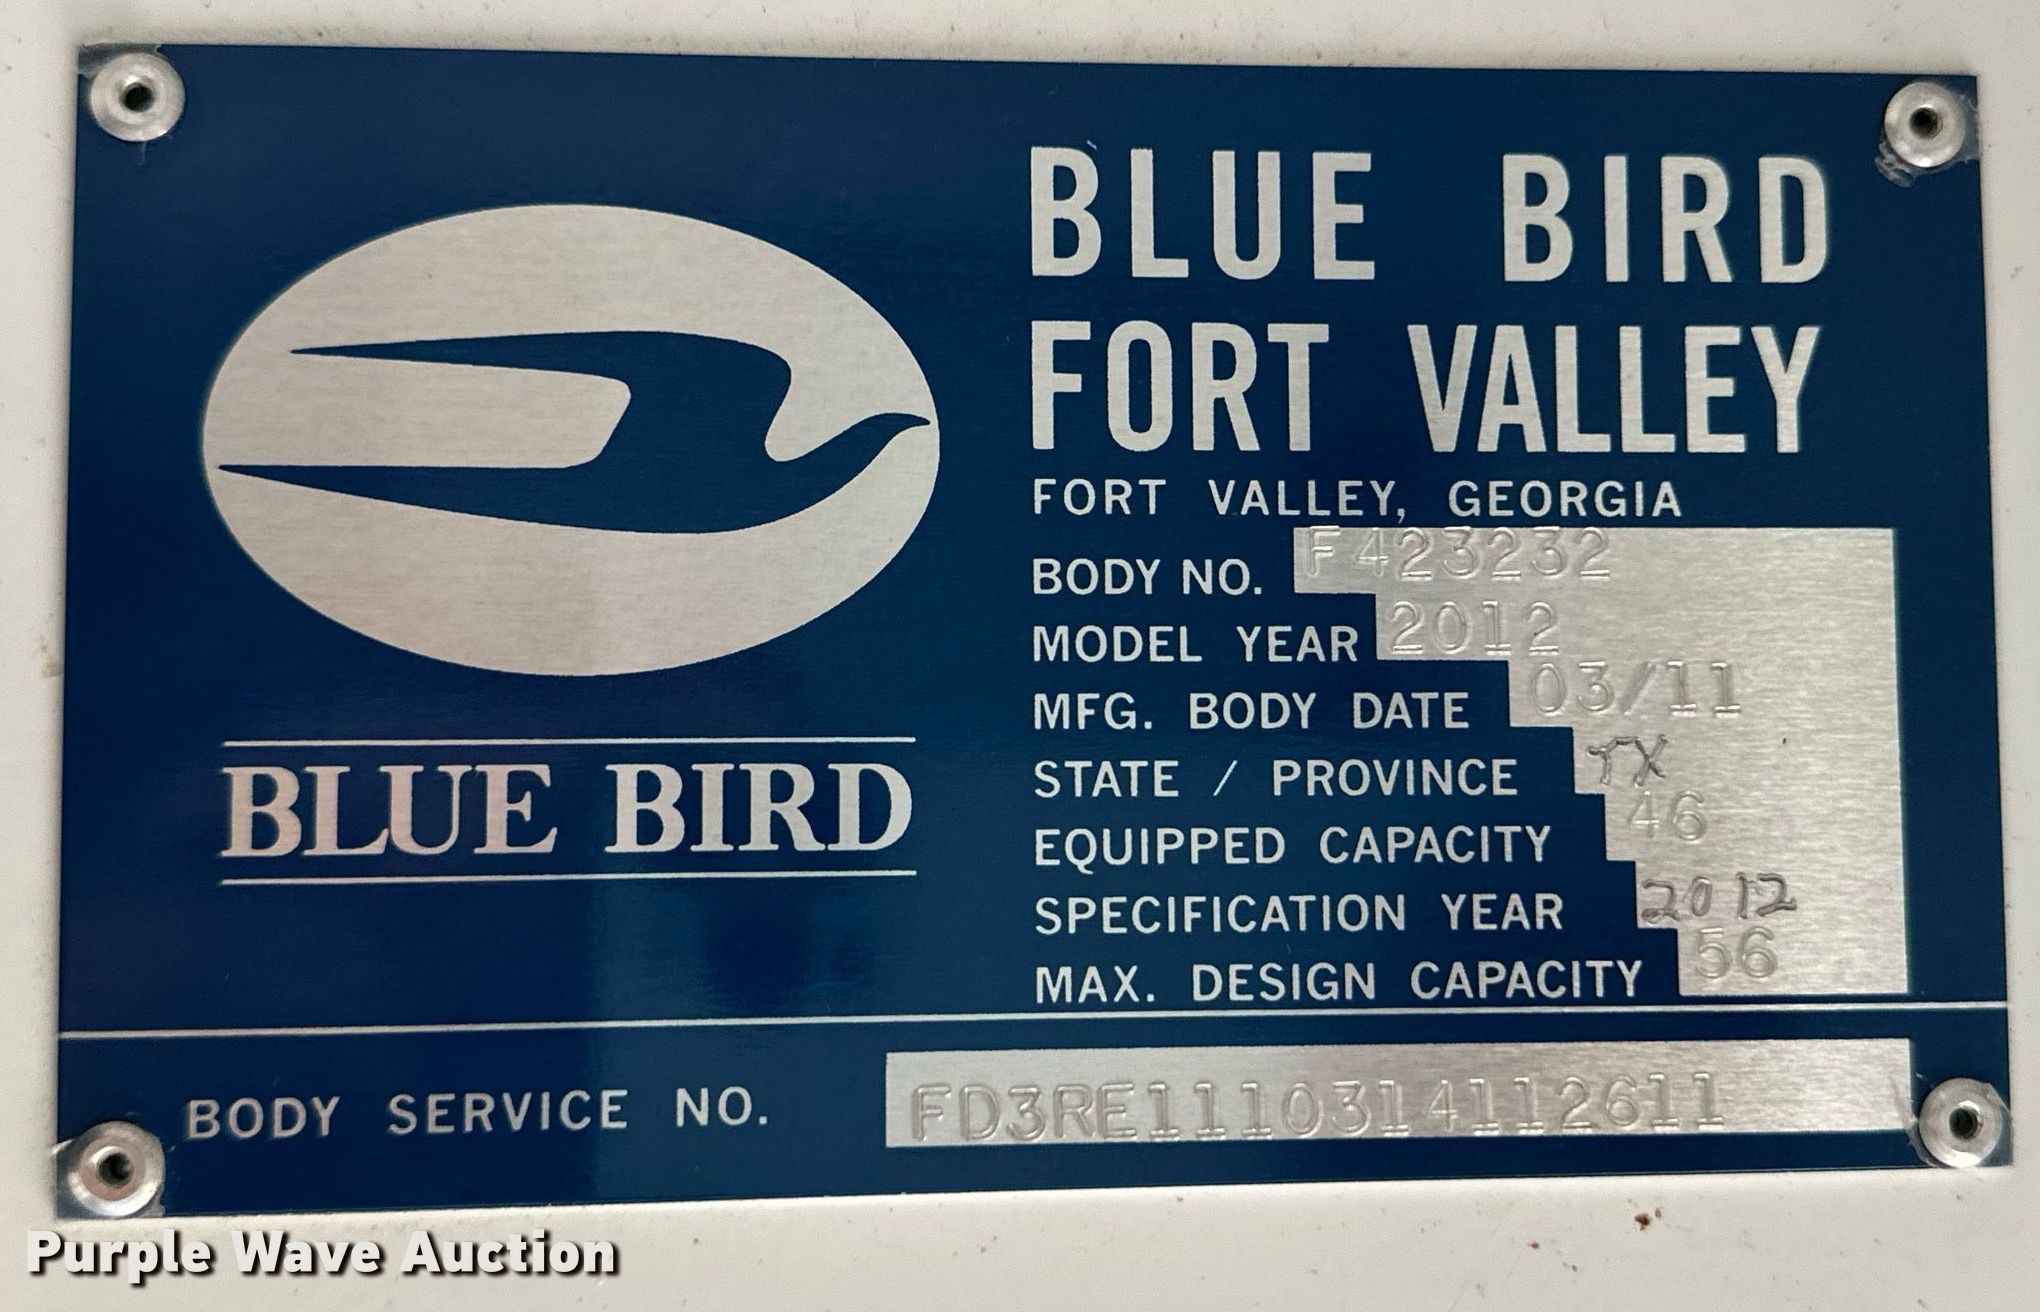 BLUE BIRD
FORT VALLEY
FORT VALLEY, GEORGIA
BODY NO. F423232
MODEL YEAR 2012
MFG. BODY DATE 03/11
STATE / PROVINCE TX
EQUIPPED CAPACITY 46
SPECIFICATION YEAR 2012
MAX. DESIGN CAPACITY 56
BLUE BIRD
BODY SERVICE NO. FD3RE1110314112611
Purple Wave Auction